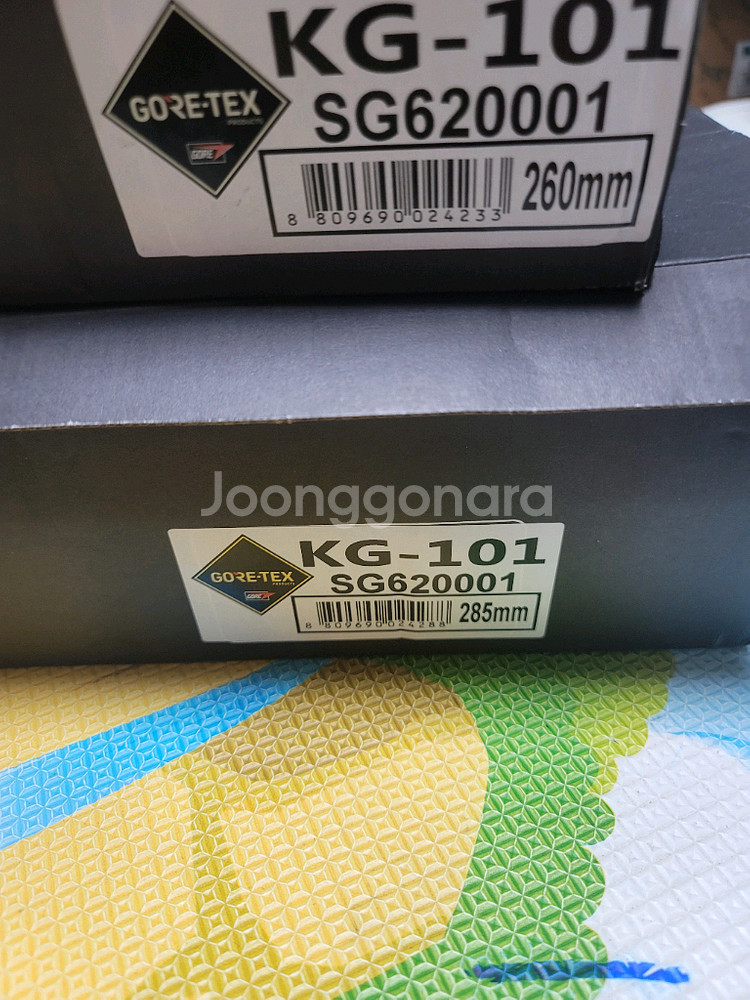 KG-101
GORE-TEX
PRODUCTS
GORE
SG620001
8 809690 024233
260mm
Joonggonara
KG-101
GORE-TEX
PRODUCTS
GORE
SG620001
8 809690 024288
285mm